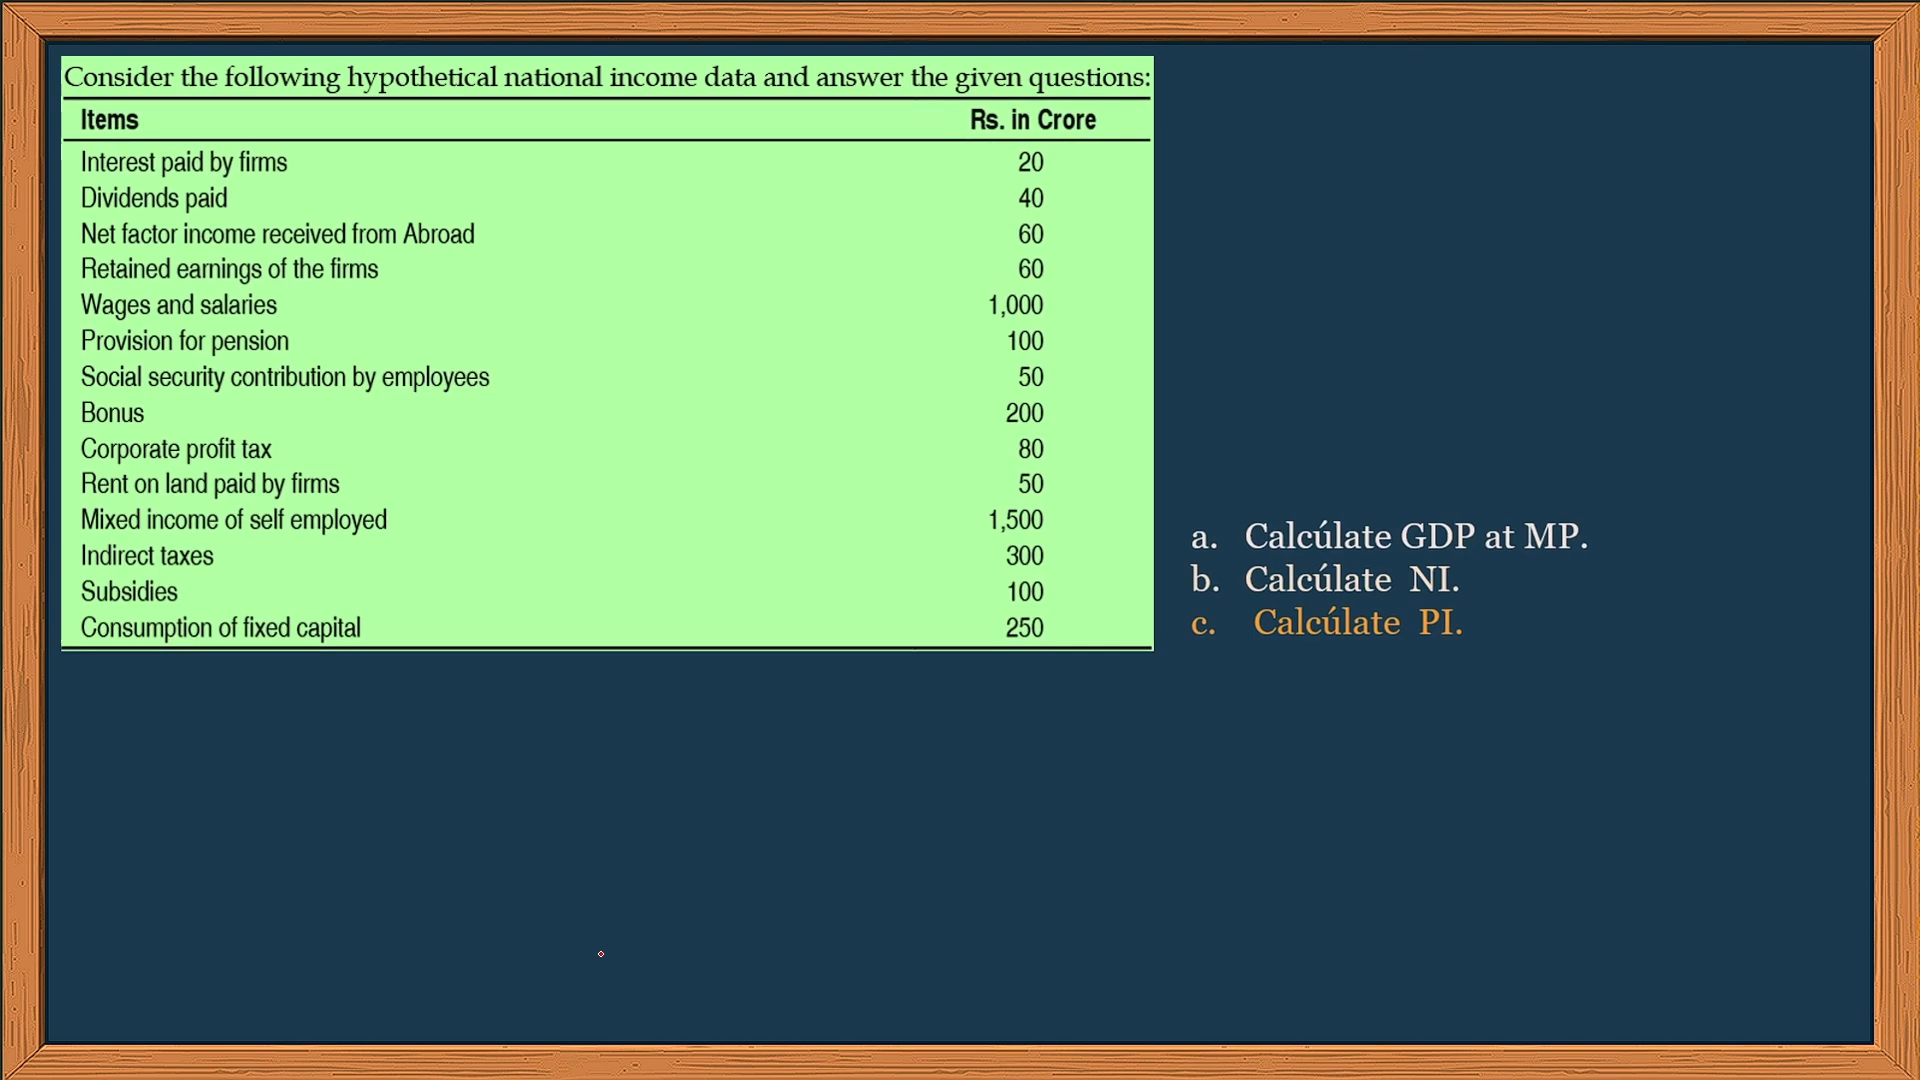 Consider the following hypothetical national income data and answer the given questions:
Items Rs. in Crore
Interest paid by firms 20
Dividends paid 40
Net factor income received from Abroad 60
Retained earnings of the firms 60
Wages and salaries 1,000
Provision for pension 100
Social security contribution by employees 50
Bonus 200
Corporate profit tax 80
Rent on land paid by firms 50
Mixed income of self employed 1,500
Indirect taxes 300
Subsidies 100
Consumption of fixed capital 250
a. Calcúlate GDP at MP.
b. Calcúlate NI.
c. Calcúlate PI.